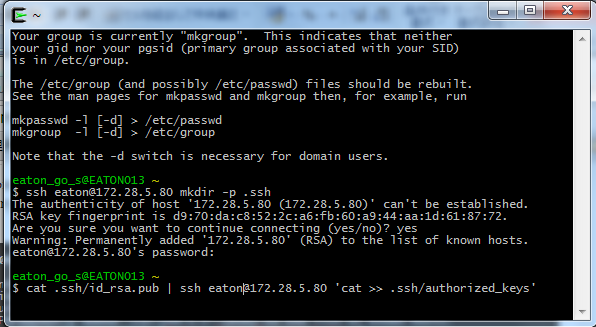 ~
Your group is currently "mkgroup".  This indicates that neither
your gid nor your pgsid (primary group associated with your SID)
is in /etc/group.
The /etc/group (and possibly /etc/passwd) files should be rebuilt.
See the man pages for mkpasswd and mkgroup then, for example, run
mkpasswd -l [-d] > /etc/passwd
mkgroup  -l [-d] > /etc/group
Note that the -d switch is necessary for domain users.
eaton_go_s@EATON013 ~
$ ssh eaton@172.28.5.80 mkdir -p .ssh
The authenticity of host '172.28.5.80 (172.28.5.80)' can't be established.
RSA key fingerprint is d9:70:da:c8:52:2c:a6:fb:60:a9:44:aa:1d:61:87:72.
Are you sure you want to continue connecting (yes/no)? yes
Warning: Permanently added '172.28.5.80' (RSA) to the list of known hosts.
eaton@172.28.5.80's password:
eaton_go_s@EATON013 ~
$ cat .ssh/id_rsa.pub | ssh eaton@172.28.5.80 'cat >> .ssh/authorized_keys'